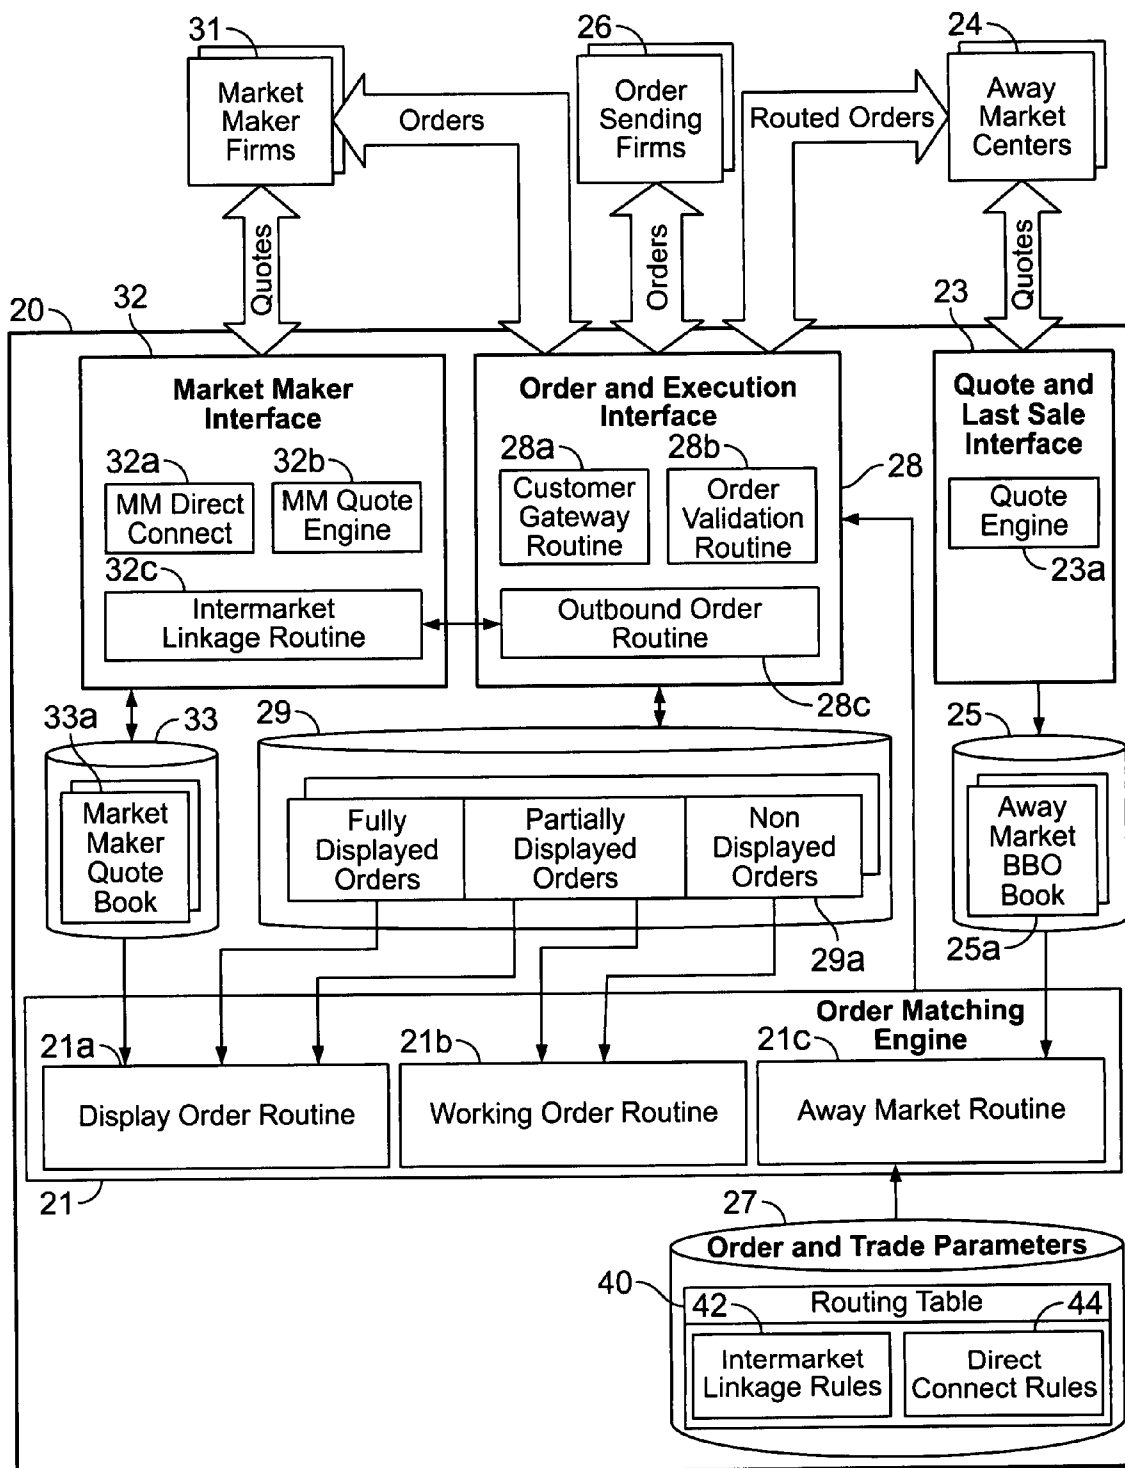 31
26
24
Market
Maker
Firms
Orders
Order
Sending
Firms
Routed Orders
Away
Market
Centers
Quotes
Orders
Quotes
20
32
23
Market Maker
Interface
32a
32b
MM Direct
Connect
MM Quote
Engine
32c
Intermarket
Linkage Routine
Order and Execution
Interface
28a
28b
28
Customer
Gateway
Routine
Order
Validation
Routine
Outbound Order
Routine
28c
Quote and
Last Sale
Interface
Quote
Engine
23a
33a
33
29
25
Market
Maker
Quote
Book
Fully
Displayed
Orders
Partially
Displayed
Orders
Non
Displayed
Orders
29a
Away
Market
BBO
Book
25a
Order Matching
Engine
21a
21b
21c
Display Order Routine
Working Order Routine
Away Market Routine
21
27
Order and Trade Parameters
40
42
Routing Table
44
Intermarket
Linkage Rules
Direct
Connect Rules